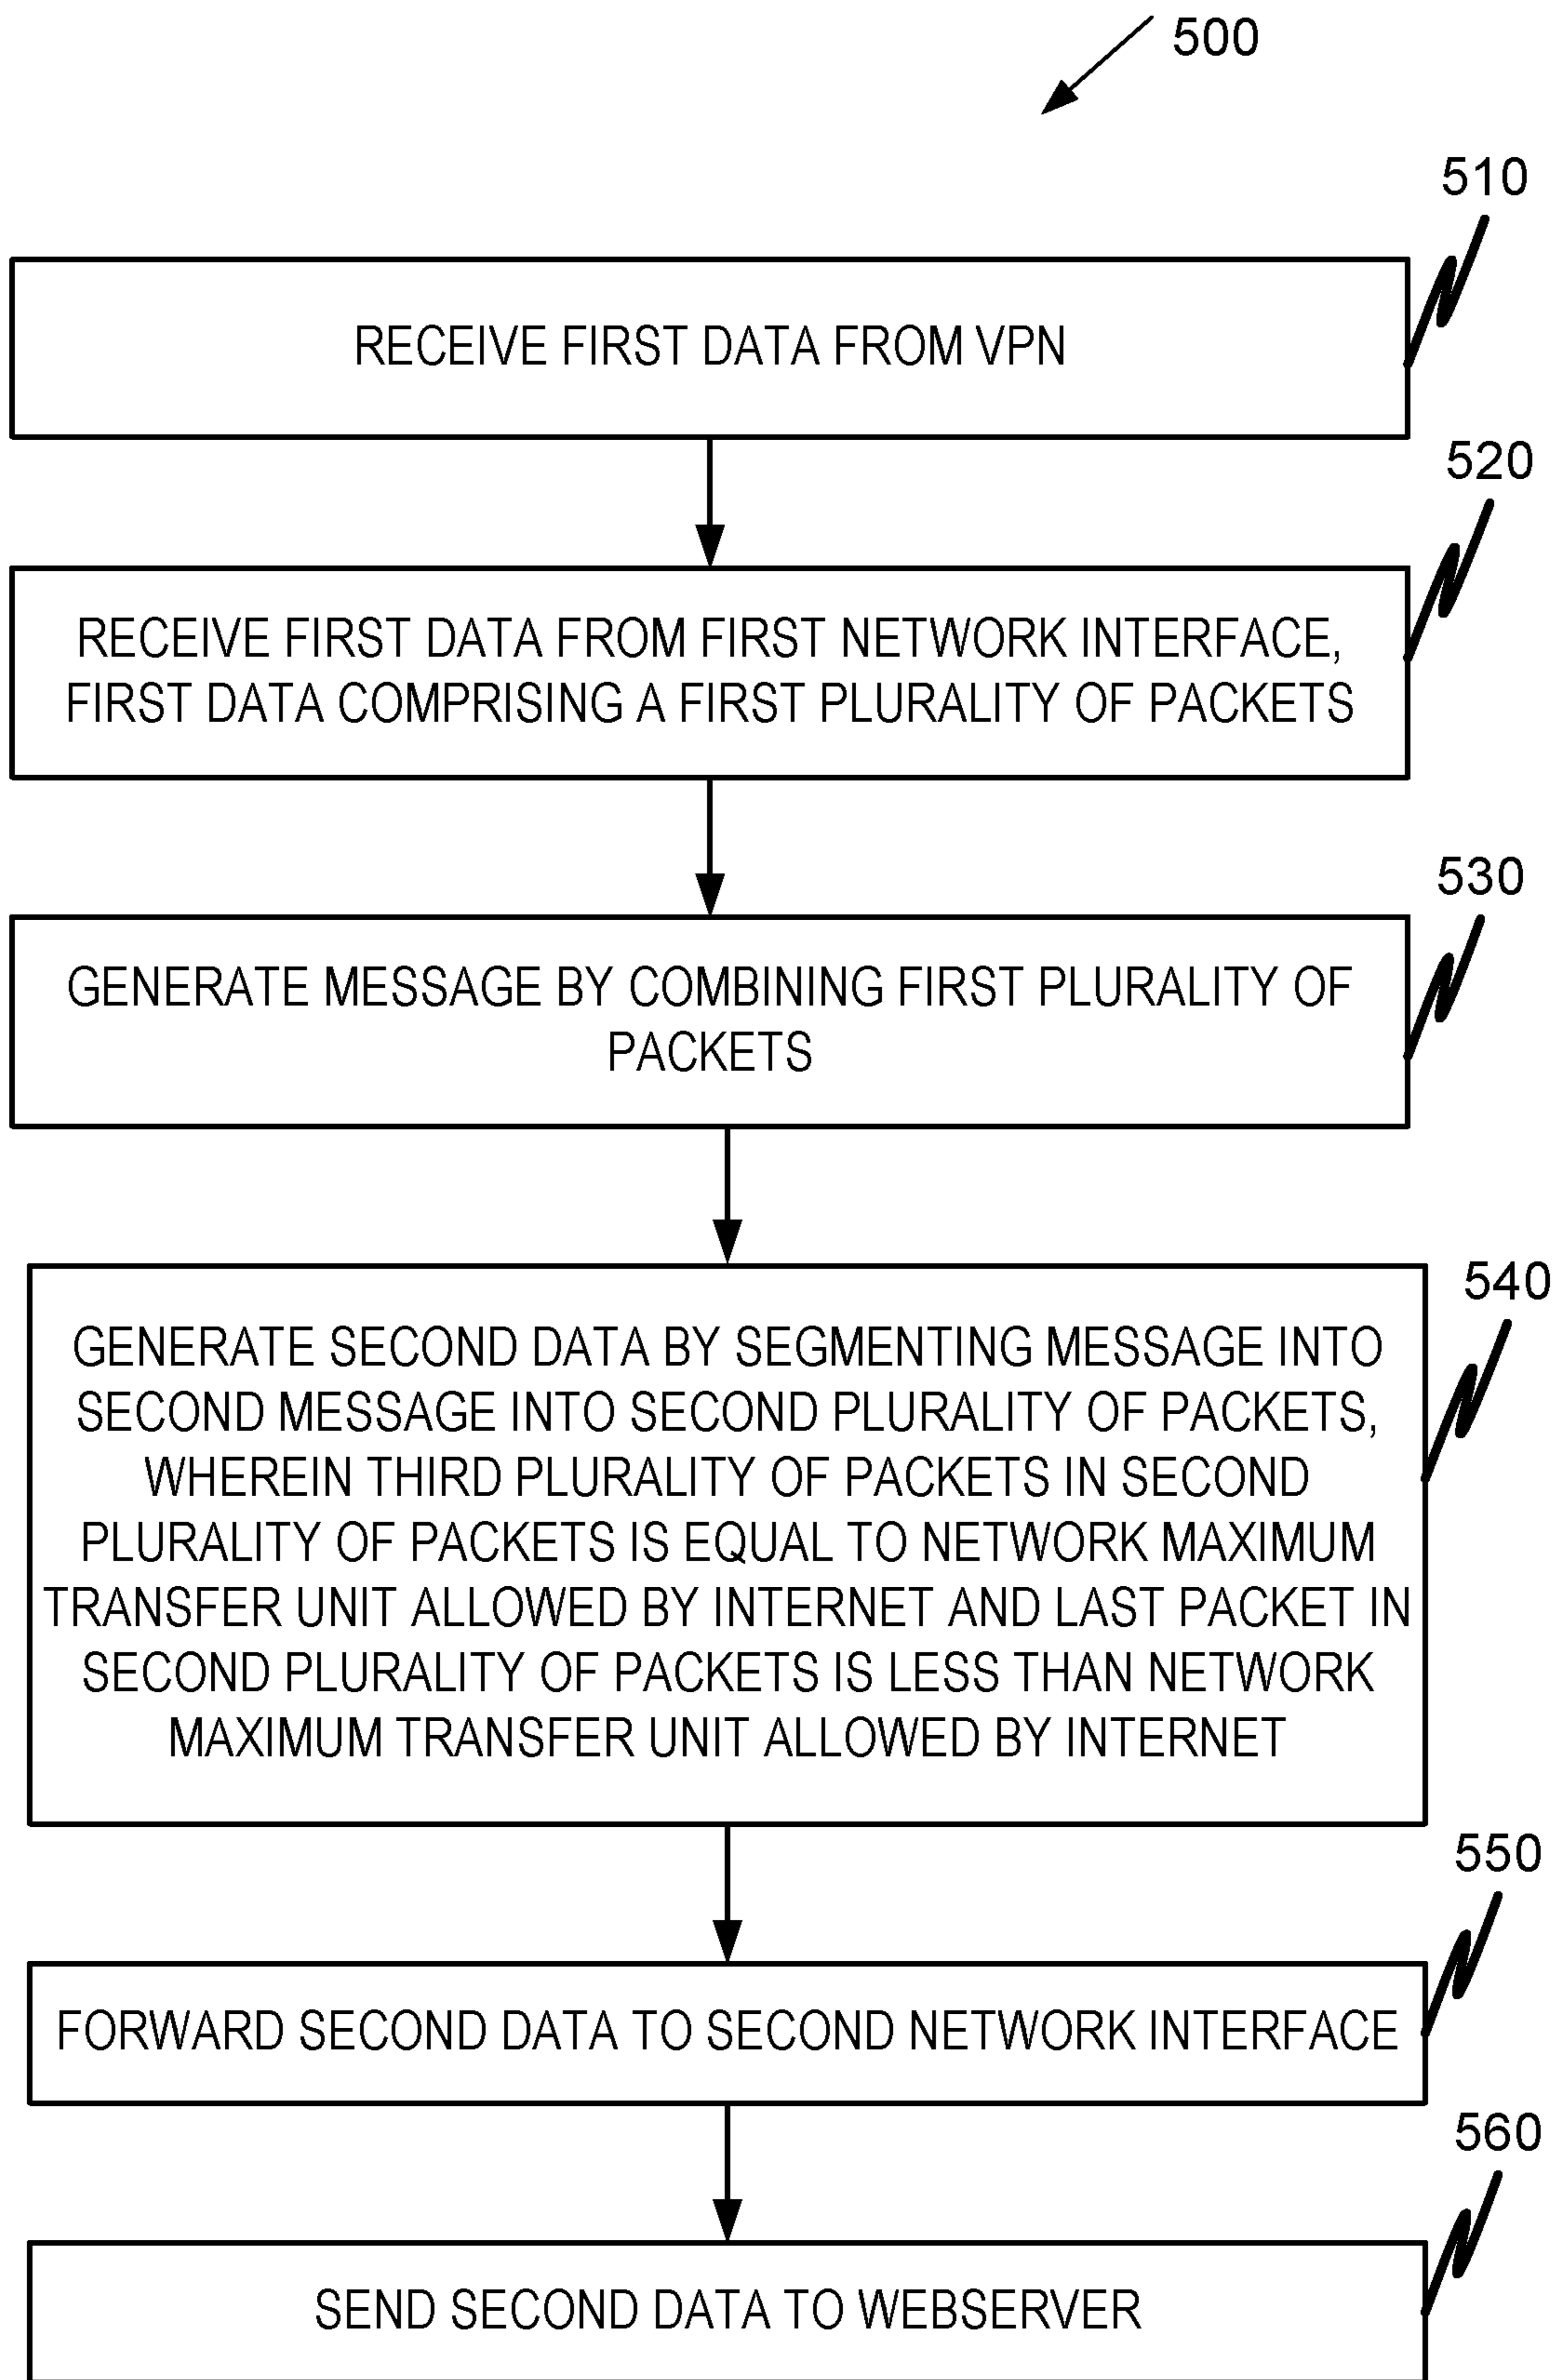 500
510
RECEIVE FIRST DATA FROM VPN
520
RECEIVE FIRST DATA FROM FIRST NETWORK INTERFACE,
FIRST DATA COMPRISING A FIRST PLURALITY OF PACKETS
530
GENERATE MESSAGE BY COMBINING FIRST PLURALITY OF
PACKETS
540
GENERATE SECOND DATA BY SEGMENTING MESSAGE INTO
SECOND MESSAGE INTO SECOND PLURALITY OF PACKETS,
WHEREIN THIRD PLURALITY OF PACKETS IN SECOND
PLURALITY OF PACKETS IS EQUAL TO NETWORK MAXIMUM
TRANSFER UNIT ALLOWED BY INTERNET AND LAST PACKET IN
SECOND PLURALITY OF PACKETS IS LESS THAN NETWORK
MAXIMUM TRANSFER UNIT ALLOWED BY INTERNET
550
FORWARD SECOND DATA TO SECOND NETWORK INTERFACE
560
SEND SECOND DATA TO WEBSERVER